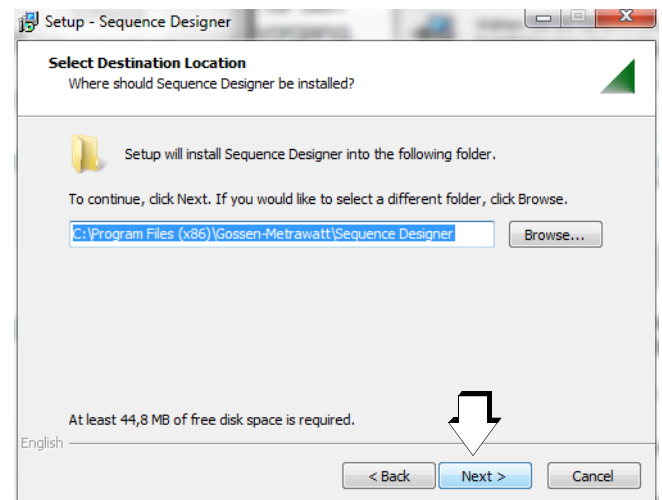 Setup - Sequence Designer
Select Destination Location
Where should Sequence Designer be installed?
Setup will install Sequence Designer into the following folder.
To continue, click Next. If you would like to select a different folder, click Browse.
C:\Program Files (x86)\Gossen-Metrawatt\Sequence Designer
Browse...
At least 44,8 MB of free disk space is required.
English
< Back Next > Cancel